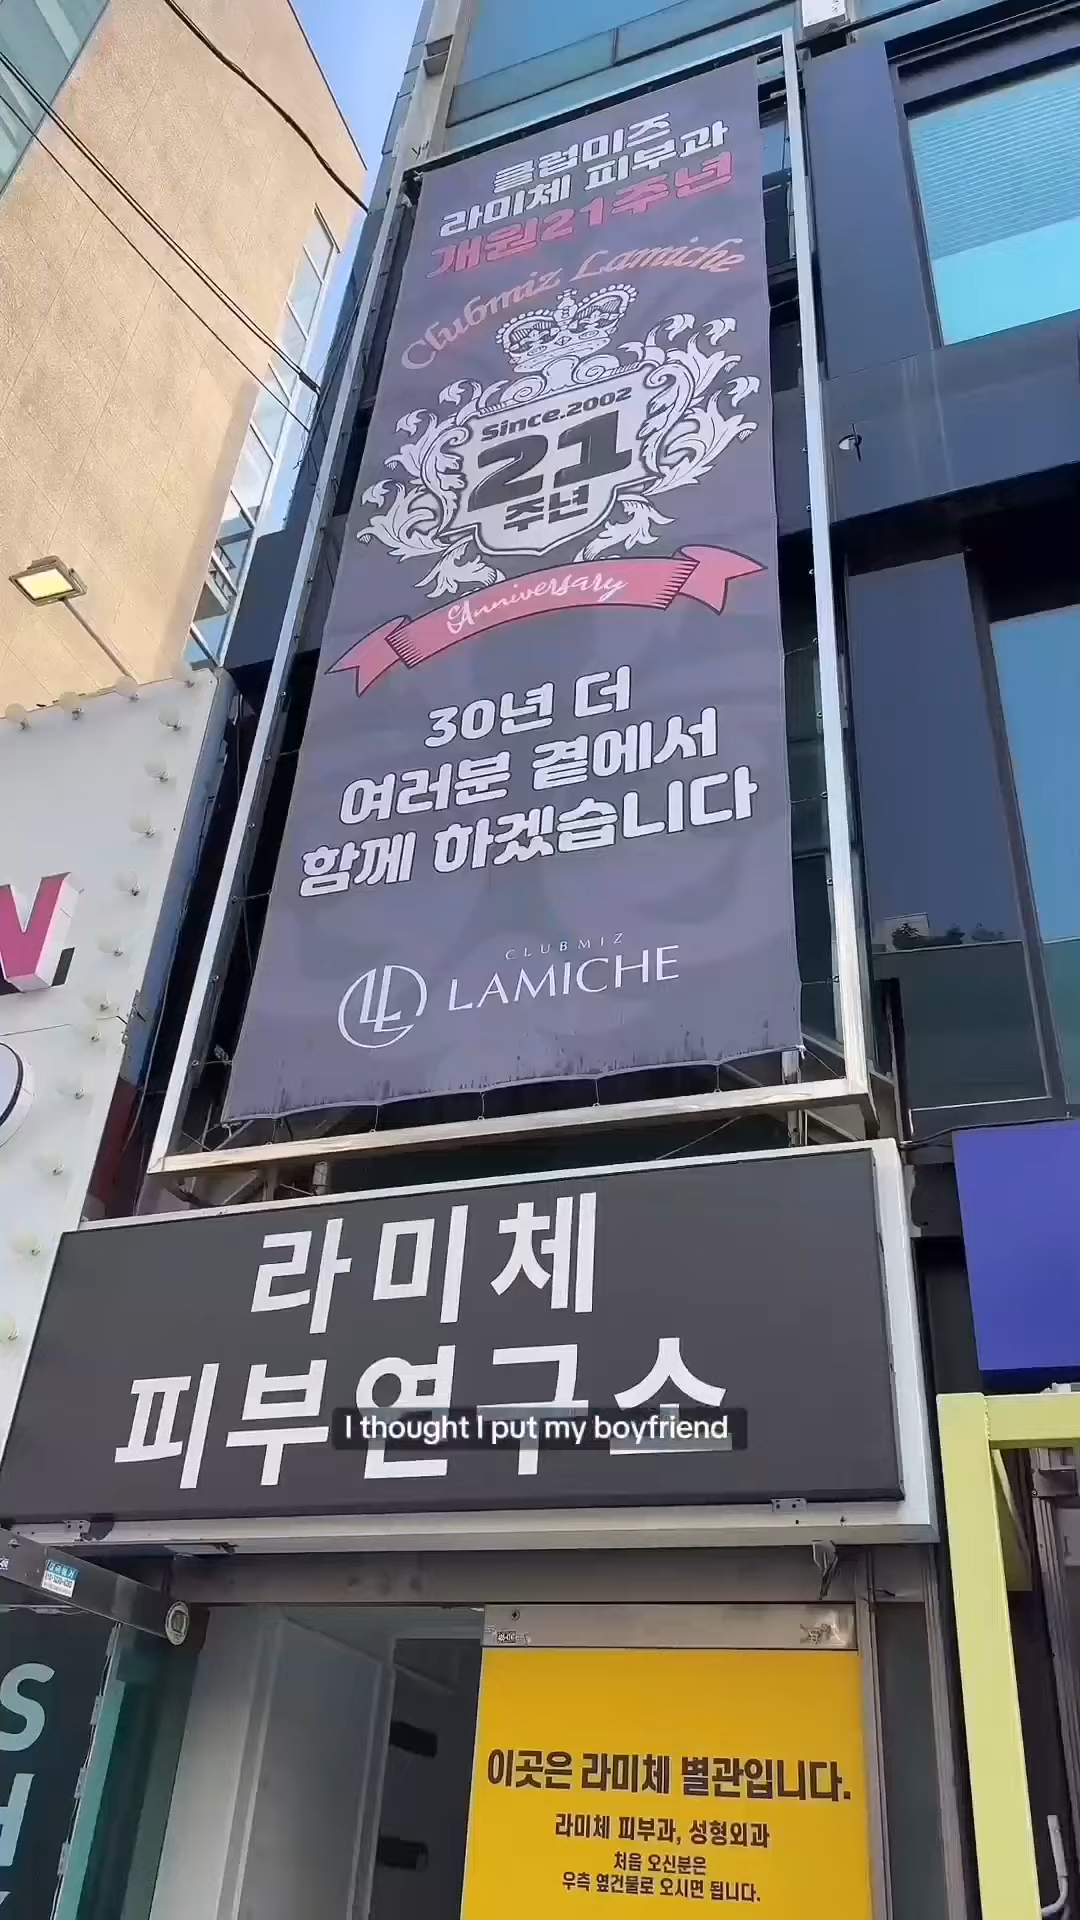 클럽미즈
라미체 피부과
개원21주년
Clubmiz Lamiche
Since.2002
21
주년
Anniversary
30년 더
여러분 곁에서
함께 하겠습니다
CLUBMIZ
LAMICHE
라미체
피부연구소
I thought I put my boyfriend
이곳은 라미체 별관입니다.
라미체 피부과, 성형외과
처음 오신분은
우측 옆건물로 오시면 됩니다.